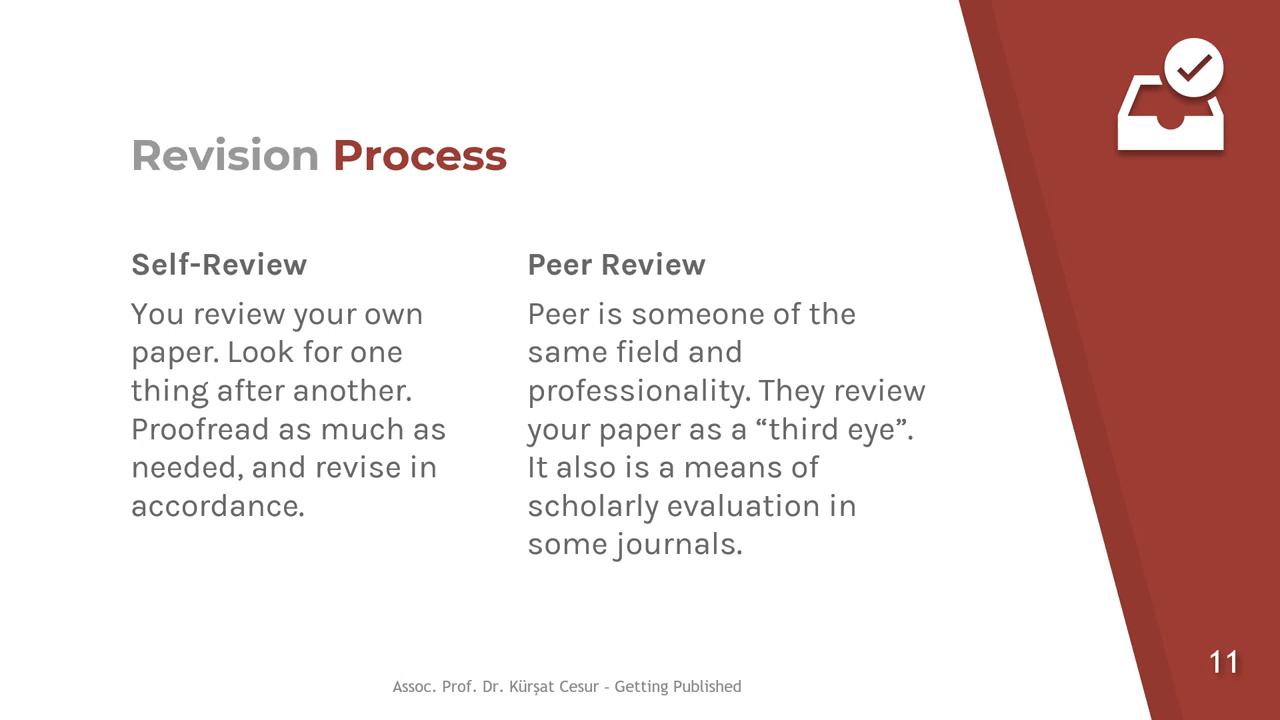 Revision Process
Self-Review
You review your own
paper. Look for one
thing after another.
Proofread as much as
needed, and revise in
accordance.
Peer Review
Peer is someone of the
same field and
professionality. They review
your paper as a “third eye”.
It also is a means of
scholarly evaluation in
some journals.
Assoc. Prof. Dr. Kürşat Cesur - Getting Published
11